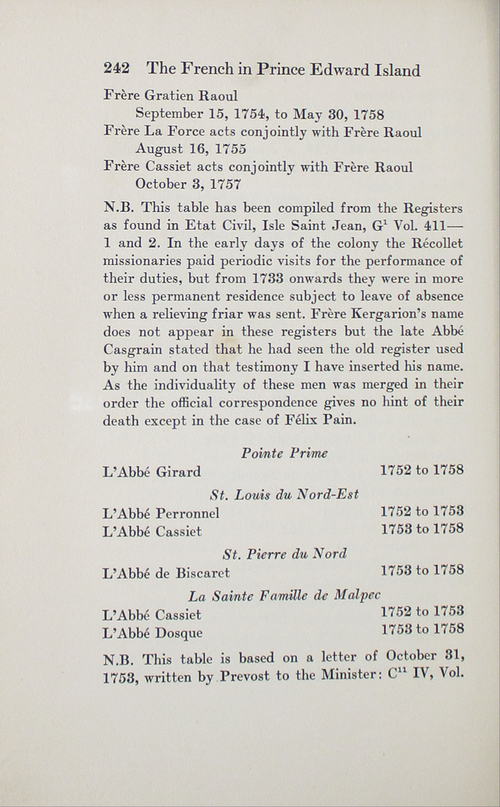 242 The French in Prince Edward Island
Frère Gratien Raoul
September 15, 1754, to May 30, 1758
Frère La Force acts conjointly with Frère Raoul
August 16, 1755
Frère Cassiet acts conjointly with Frère Raoul
October 3, 1757
N.B. This table has been compiled from the Registers
as found in Etat Civil, Isle Saint Jean, G¹ Vol. 411—
1 and 2. In the early days of the colony the Récollet
missionaries paid periodic visits for the performance of
their duties, but from 1733 onwards they were in more
or less permanent residence subject to leave of absence
when a relieving friar was sent. Frère Kergarion's name
does not appear in these registers but the late Abbé
Casgrain stated that he had seen the old register used
by him and on that testimony I have inserted his name.
As the individuality of these men was merged in their
order the official correspondence gives no hint of their
death except in the case of Félix Pain.
Pointe Prime
L'Abbé Girard 1752 to 1758
St. Louis du Nord-Est
L'Abbé Perronnel 1752 to 1753
L'Abbé Cassiet 1753 to 1758
St. Pierre du Nord
L'Abbé de Biscaret 1753 to 1758
La Sainte Famille de Malpec
L'Abbé Cassiet 1752 to 1753
L'Abbé Dosque 1753 to 1758
N.B. This table is based on a letter of October 31,
1753, written by Prevost to the Minister: C¹¹ IV, Vol.